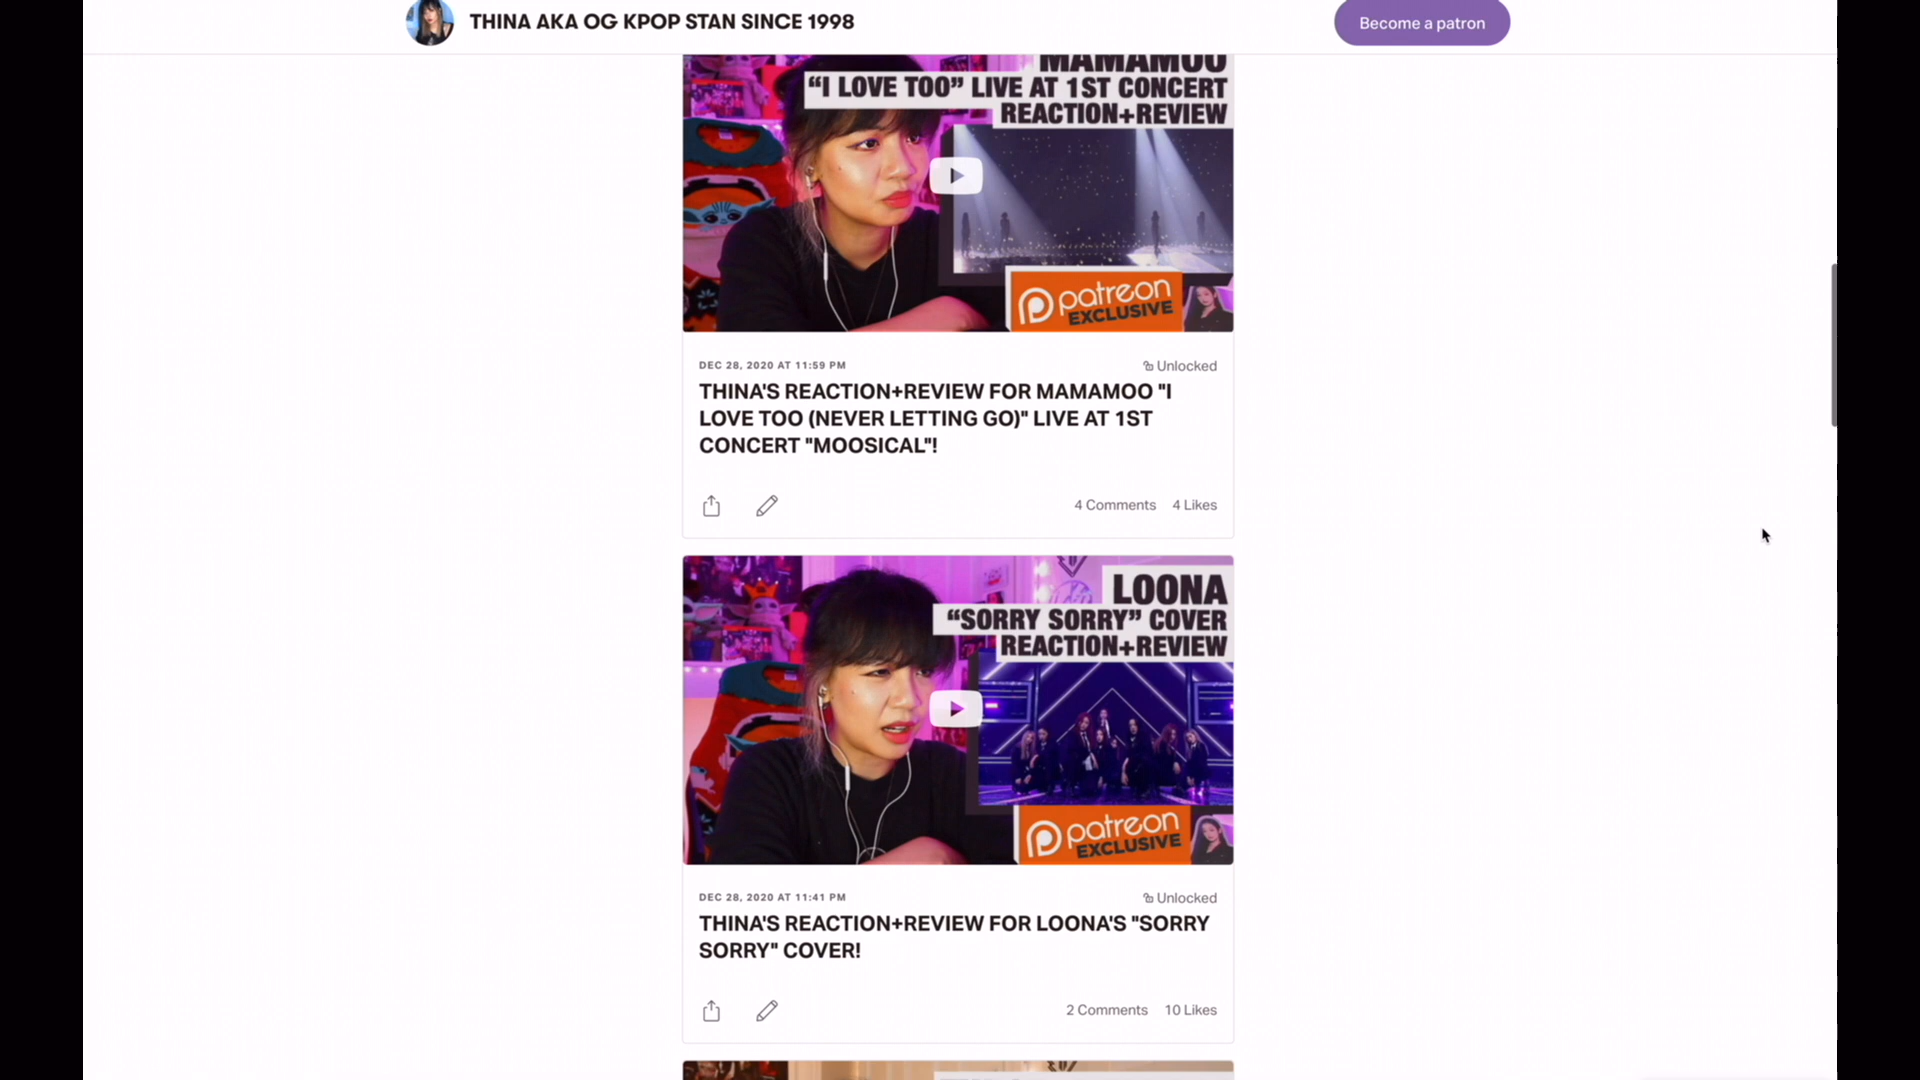 THINA AKA OG KPOP STAN SINCE 1998
Become a patron
MAMAMOO
“I LOVE TOO” LIVE AT 1ST CONCERT
REACTION+REVIEW
patreon
EXCLUSIVE
DEC 28, 2020 AT 11:59 PM
Unlocked
THINA'S REACTION+REVIEW FOR MAMAMOO "I
LOVE TOO (NEVER LETTING GO)" LIVE AT 1ST
CONCERT "MOOSICAL"!
4 Comments
4 Likes
LOONA
“SORRY SORRY” COVER
REACTION+REVIEW
patreon
EXCLUSIVE
DEC 28, 2020 AT 11:41 PM
Unlocked
THINA'S REACTION+REVIEW FOR LOONA'S "SORRY
SORRY" COVER!
2 Comments
10 Likes